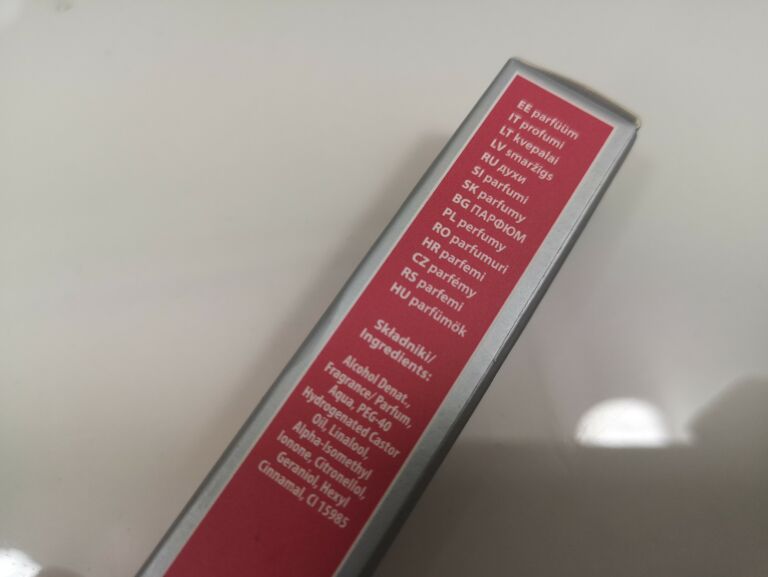 EE parfüüm
IT profumi
LT kvepalai
LV smaržigs
RU духи
SI parfumi
SK parfumy
BG ПАРФЮМ
PL perfumy
RO parfumuri
HR parfemi
CZ parfémy
RS parfemi
HU parfümök
Składniki/
Ingredients:
Alcohol Denat.,
Fragrance/ Parfum,
Aqua, PEG-40
Hydrogenated Castor
Oil, Linalool,
Alpha-Isomethyl
Ionone, Citronellol,
Geraniol, Hexyl
Cinnamal, CI 15985